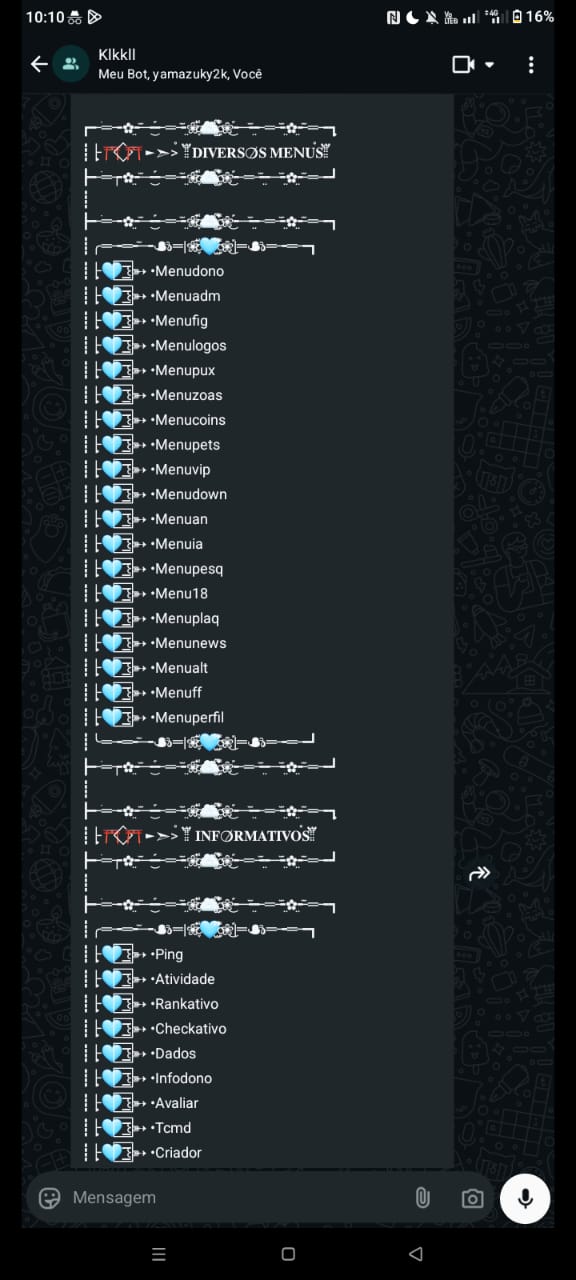 10:10
16%
Klkkll
Meu Bot, yamazuky2k, Você
DIVERSØS MENUS
•Menudono
•Menuadm
•Menufig
•Menulogos
•Menupux
•Menuzoas
•Menucoins
•Menupets
•Menuvip
•Menudown
•Menuan
•Menuia
•Menupesq
•Menu18
•Menuplaq
•Menunews
•Menualt
•Menuff
•Menuperfil
INFØRMATIVOS
•Ping
•Atividade
•Rankativo
•Checkativo
•Dados
•Infodono
•Avaliar
•Tcmd
•Criador
Mensagem